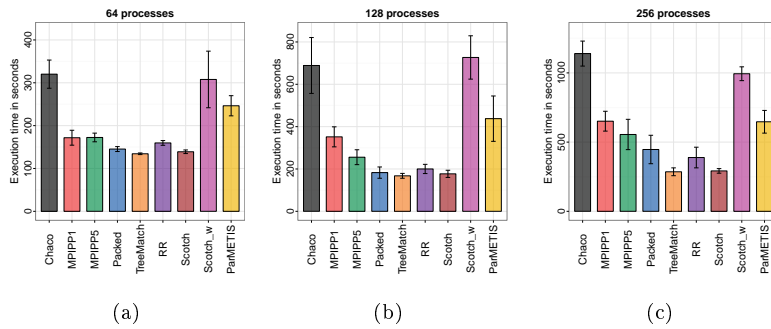 64 processes
Execution time in seconds
0
100
200
300
400
Chaco
MPIPP1
MPIPP5
Packed
TreeMatch
RR
Scotch
Scotch_w
ParMETIS
(a)
128 processes
Execution time in seconds
0
200
400
600
800
Chaco
MPIPP1
MPIPP5
Packed
TreeMatch
RR
Scotch
Scotch_w
ParMETIS
(b)
256 processes
Execution time in seconds
0
Chaco
MPIPP1
MPIPP5
Packed
TreeMatch
RR
Scotch
Scotch_w
ParMETIS
(c)